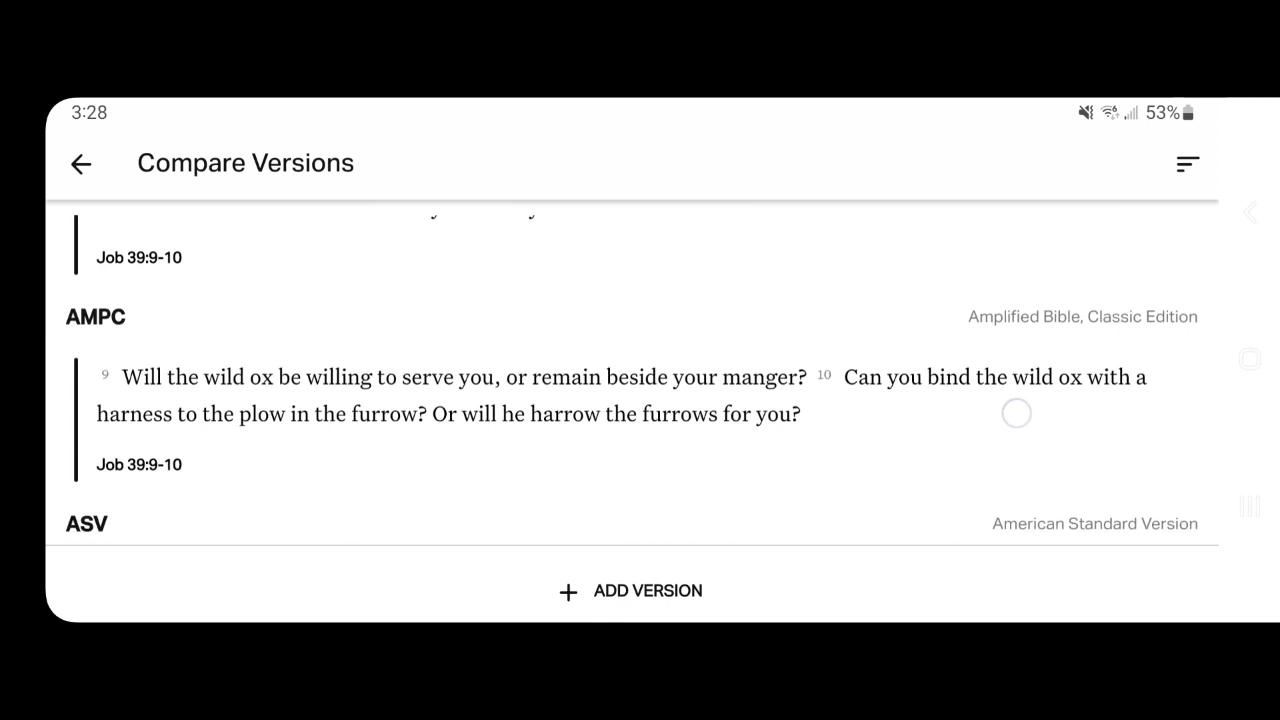 3:28 53%
Compare Versions
Job 39:9-10
AMPC Amplified Bible, Classic Edition
9 Will the wild ox be willing to serve you, or remain beside your manger? 10 Can you bind the wild ox with a
harness to the plow in the furrow? Or will he harrow the furrows for you?
Job 39:9-10
ASV American Standard Version
+ ADD VERSION